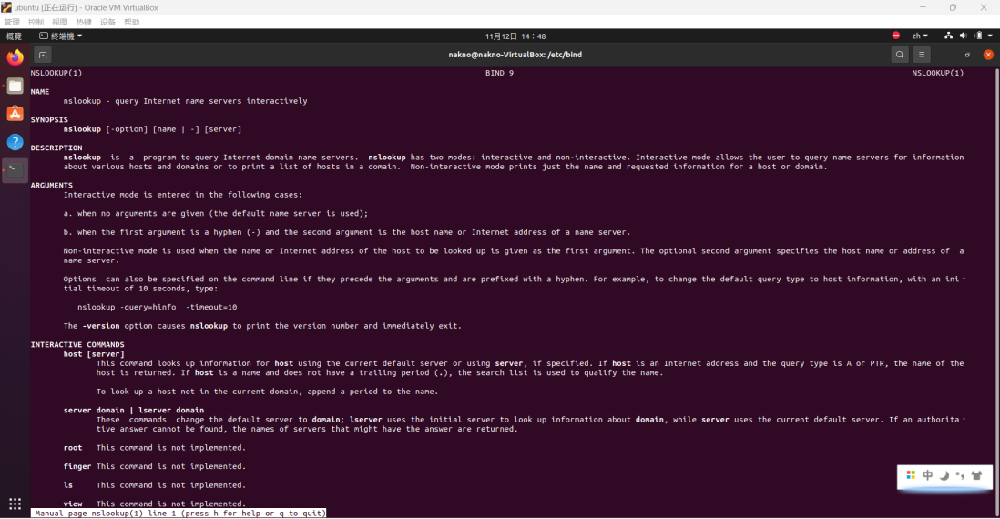 ubuntu [正在运行] - Oracle VM VirtualBox
管理 控制 视图 热键 设备 帮助
概覽 终端機 11月12日 14：48 zh
nakno@nakno-VirtualBox: /etc/bind
NSLOOKUP(1) BIND 9 NSLOOKUP(1)
NAME
nslookup - query Internet name servers interactively
SYNOPSIS
nslookup [-option] [name | -] [server]
DESCRIPTION
nslookup is a program to query Internet domain name servers. nslookup has two modes: interactive and non-interactive. Interactive mode allows the user to query name servers for information
about various hosts and domains or to print a list of hosts in a domain. Non-interactive mode prints just the name and requested information for a host or domain.
ARGUMENTS
Interactive mode is entered in the following cases:
a. when no arguments are given (the default name server is used);
b. when the first argument is a hyphen (-) and the second argument is the host name or Internet address of a name server.
Non-interactive mode is used when the name or Internet address of the host to be looked up is given as the first argument. The optional second argument specifies the host name or address of a
name server.
Options can also be specified on the command line if they precede the arguments and are prefixed with a hyphen. For example, to change the default query type to host information, with an ini-
tial timeout of 10 seconds, type:
nslookup -query=hinfo -timeout=10
The -version option causes nslookup to print the version number and immediately exit.
INTERACTIVE COMMANDS
host [server]
This command looks up information for host using the current default server or using server, if specified. If host is an Internet address and the query type is A or PTR, the name of the
host is returned. If host is a name and does not have a trailing period (.), the search list is used to qualify the name.
To look up a host not in the current domain, append a period to the name.
server domain | lserver domain
These commands change the default server to domain; lserver uses the initial server to look up information about domain, while server uses the current default server. If an authorita-
tive answer cannot be found, the names of servers that might have the answer are returned.
root This command is not implemented.
finger This command is not implemented.
ls This command is not implemented.
view This command is not implemented.
Manual page nslookup(1) line 1 (press h for help or q to quit)
中